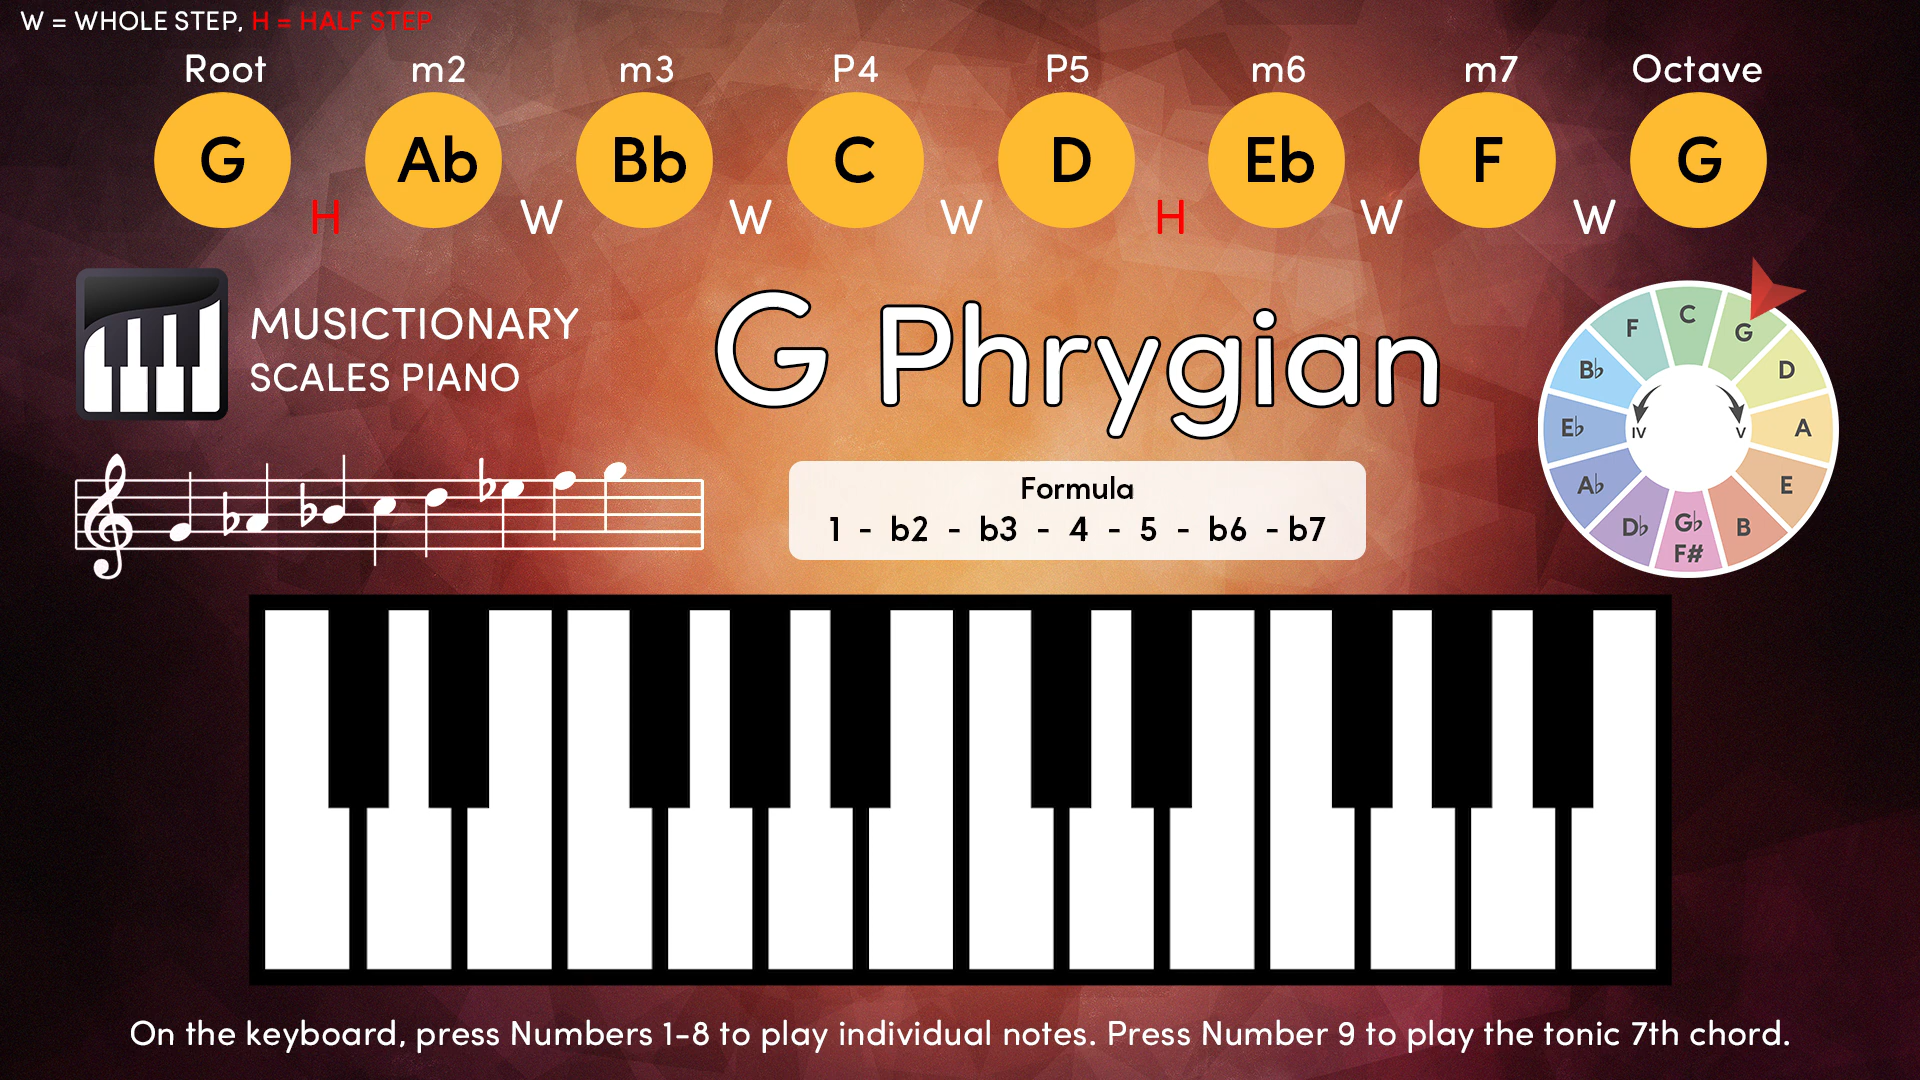 W = WHOLE STEP, H = HALF STEP
Root m2 m3 P4 P5 m6 m7 Octave
G Ab Bb C D Eb F G
H W W W H W W
MUSICTIONARY
SCALES PIANO
G Phrygian
Formula
1 - b2 - b3 - 4 - 5 - b6 - b7
C
F G
B♭ D
E♭ A
IV V
A♭ E
D♭ G♭ B
F#
On the keyboard, press Numbers 1-8 to play individual notes. Press Number 9 to play the tonic 7th chord.